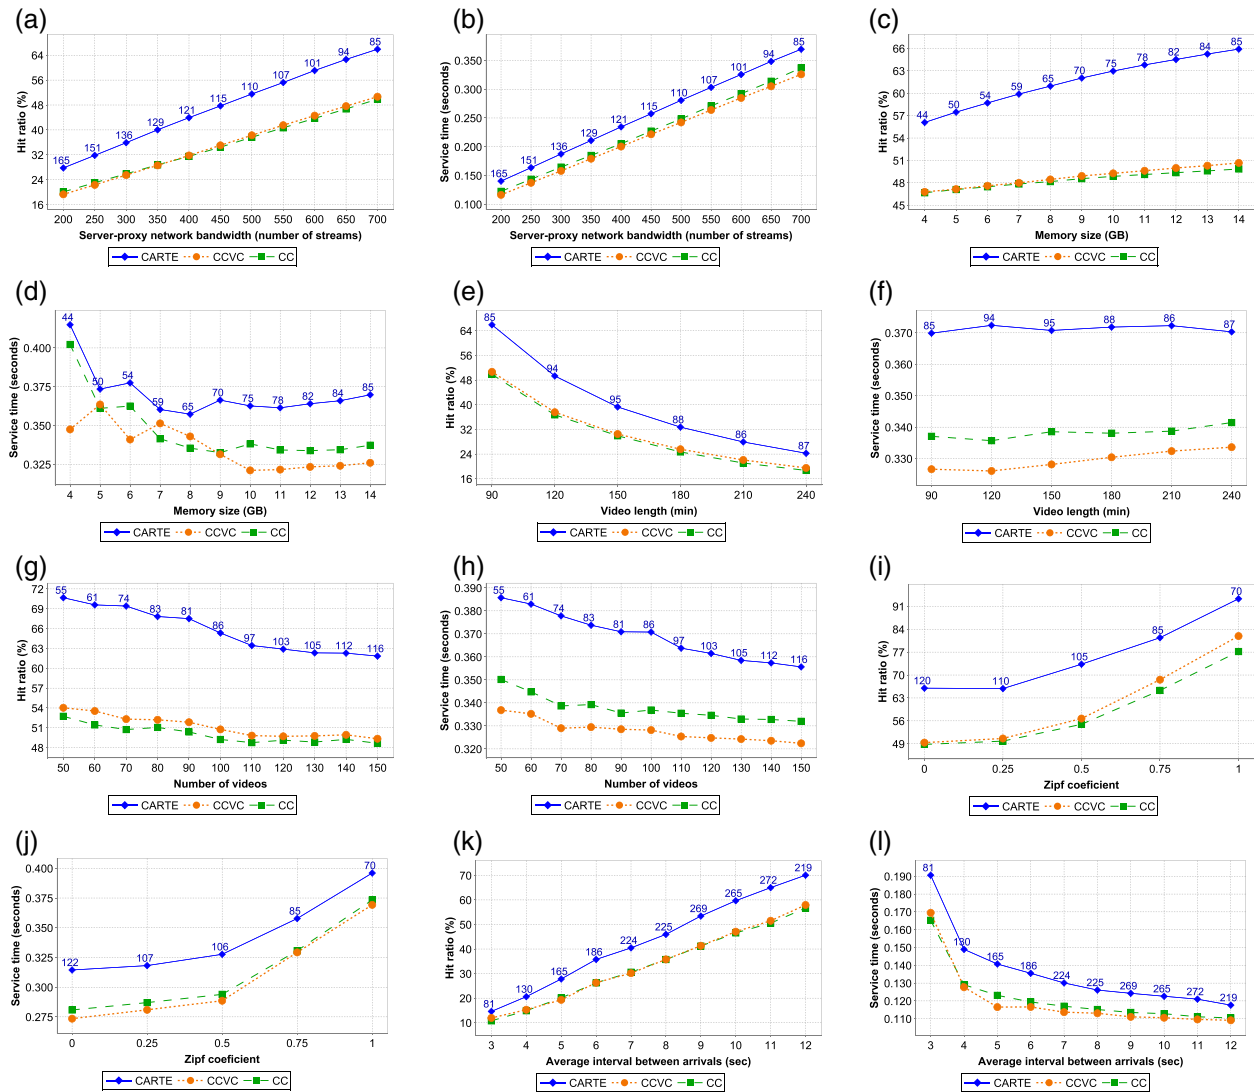 (a)
Hit ratio (%)
64
56
48
40
32
24
16
165 151 136 129 121 115 110 107 101 94 85
200 250 300 350 400 450 500 550 600 650 700
Server-proxy network bandwidth (number of streams)
CARTE CCVC CC
(b)
Service time (seconds)
0.350
0.300
0.250
0.200
0.150
0.100
165 151 136 129 121 115 110 107 101 94 85
200 250 300 350 400 450 500 550 600 650 700
Server-proxy network bandwidth (number of streams)
CARTE CCVC CC
(c)
Hit ratio (%)
66
63
60
57
54
51
48
45
44 50 54 59 65 70 75 78 82 84 85
4 5 6 7 8 9 10 11 12 13 14
Memory size (GB)
CARTE CCVC CC
(d)
Service time (seconds)
0.400
0.375
0.350
0.325
44 50 54 59 65 70 75 78 82 84 85
4 5 6 7 8 9 10 11 12 13 14
Memory size (GB)
CARTE CCVC CC
(e)
Hit ratio (%)
64
56
48
40
32
24
16
85 94 95 88 86 87
90 120 150 180 210 240
Video length (min)
CARTE CCVC CC
(f)
Service time (seconds)
0.370
0.360
0.350
0.340
0.330
85 94 95 88 86 87
90 120 150 180 210 240
Video length (min)
CARTE CCVC CC
(g)
Hit ratio (%)
72
69
66
63
60
57
54
51
48
55 61 74 83 81 86 97 103 105 112 116
50 60 70 80 90 100 110 120 130 140 150
Number of videos
CARTE CCVC CC
(h)
Service time (seconds)
0.390
0.380
0.370
0.360
0.350
0.340
0.330
0.320
55 61 74 83 81 86 97 103 105 112 116
50 60 70 80 90 100 110 120 130 140 150
Number of videos
CARTE CCVC CC
(i)
Hit ratio (%)
91
84
77
70
63
56
49
120 110 105 85 70
0 0.25 0.5 0.75 1
Zipf coeficient
CARTE CCVC CC
(j)
Service time (seconds)
0.400
0.375
0.350
0.325
0.300
0.275
122 107 106 85 70
0 0.25 0.5 0.75 1
Zipf coeficient
CARTE CCVC CC
(k)
Hit ratio (%)
70
60
50
40
30
20
10
81 130 165 186 224 225 269 265 272 219
3 4 5 6 7 8 9 10 11 12
Average interval between arrivals (sec)
CARTE CCVC CC
(l)
Service time (seconds)
0.190
0.180
0.170
0.160
0.150
0.140
0.130
0.120
0.110
81 130 165 186 224 225 269 265 272 219
3 4 5 6 7 8 9 10 11 12
Average interval between arrivals (sec)
CARTE CCVC CC